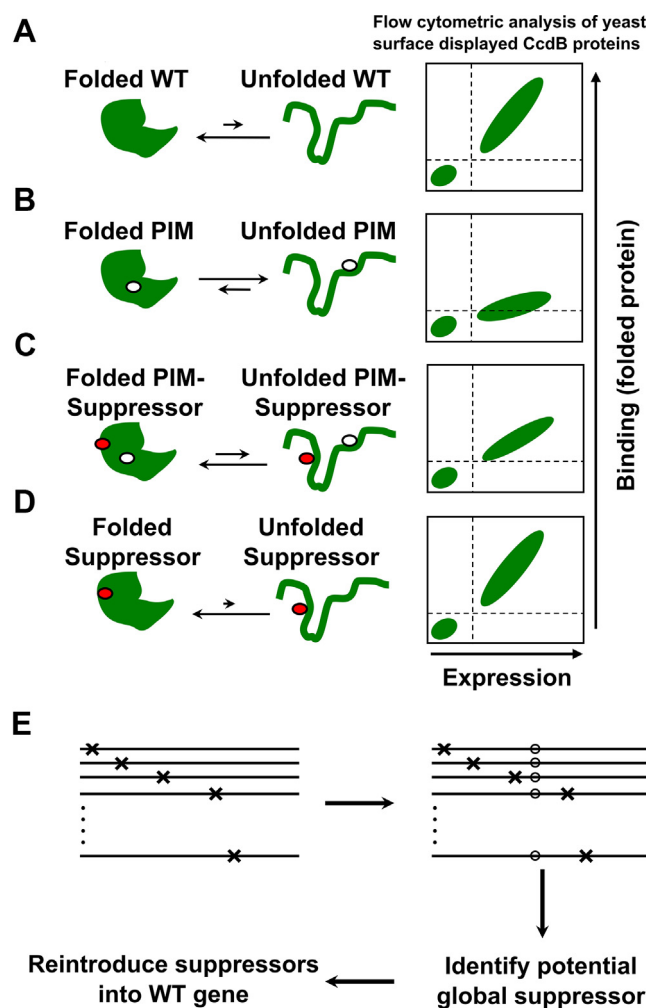 A
Flow cytometric analysis of yeast
surface displayed CcdB proteins
Folded WT
Unfolded WT
B
Folded PIM
Unfolded PIM
C
Folded PIM-
Suppressor
Unfolded PIM-
Suppressor
D
Folded
Suppressor
Unfolded
Suppressor
Binding (folded protein)
Expression
E
Identify potential
global suppressor
Reintroduce suppressors
into WT gene